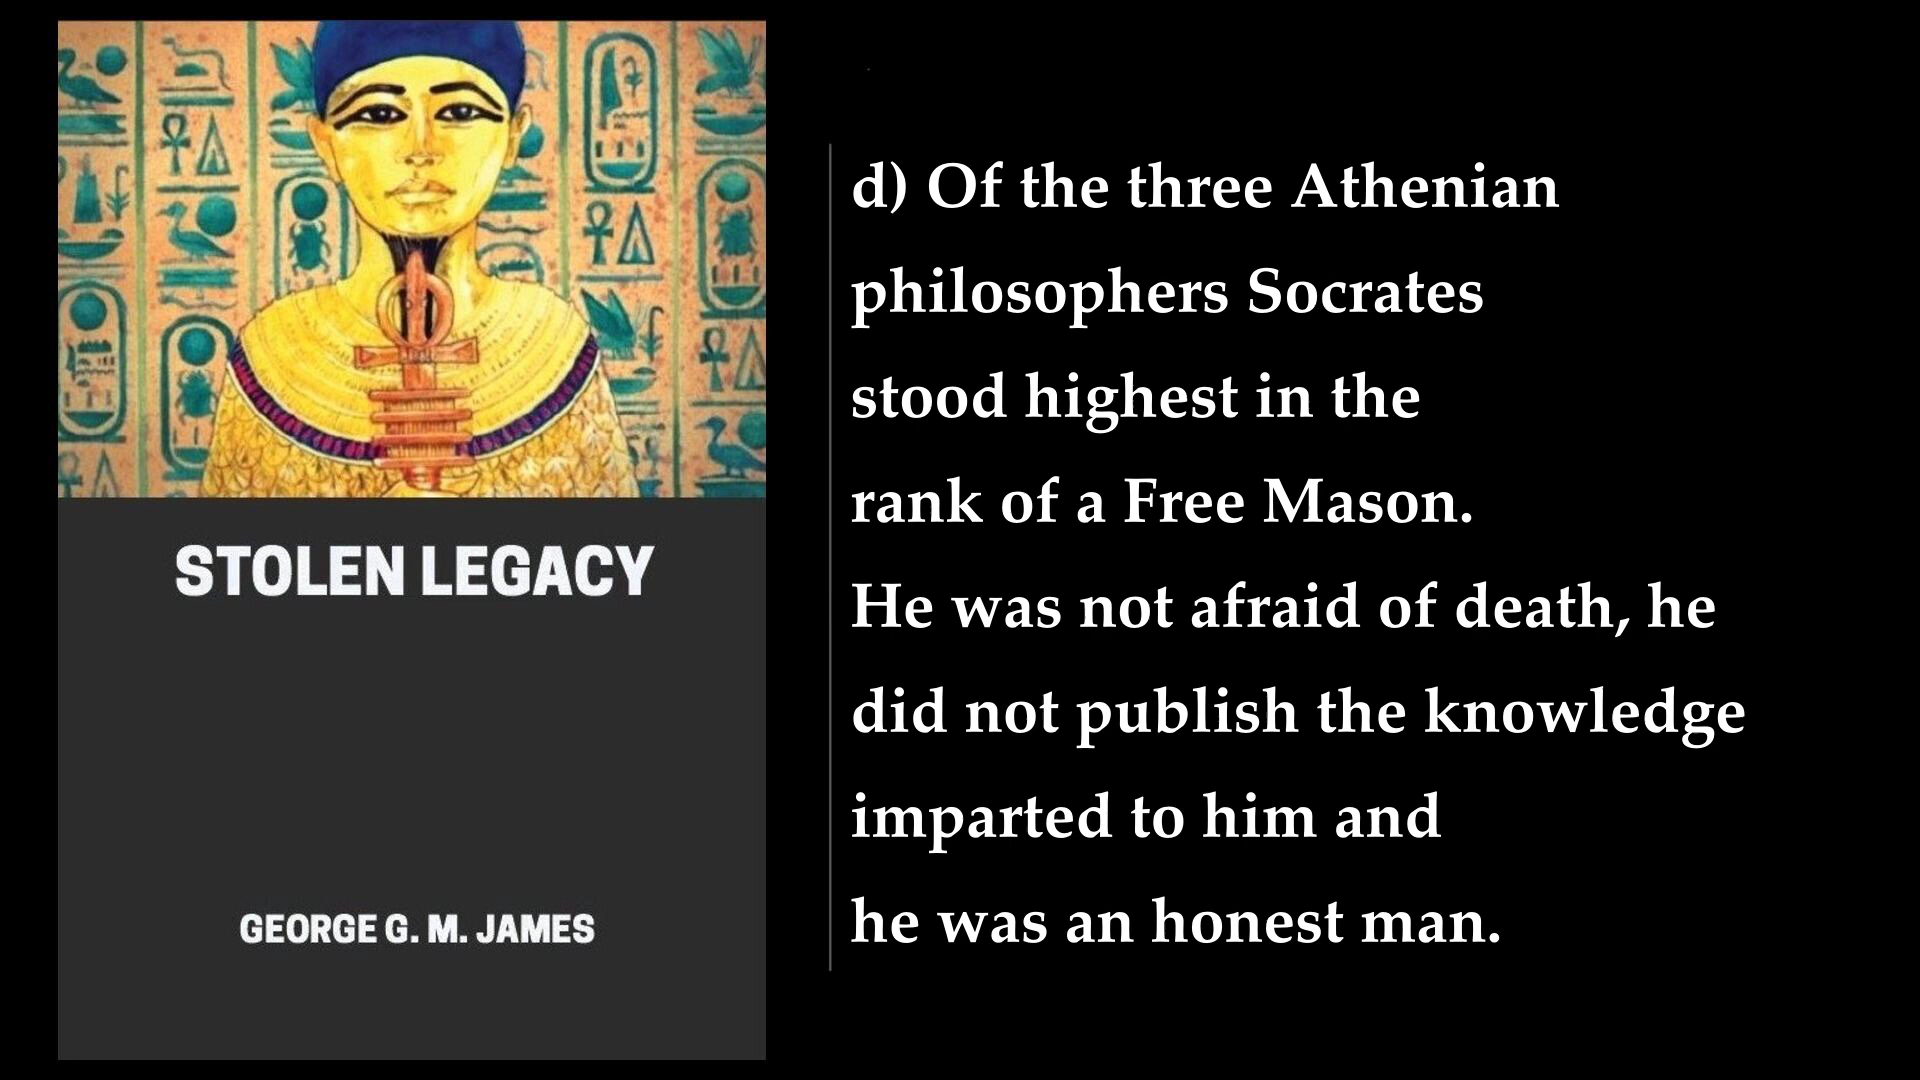 STOLEN LEGACY
GEORGE G. M. JAMES
d) Of the three Athenian
philosophers Socrates
stood highest in the
rank of a Free Mason.
He was not afraid of death, he
did not publish the knowledge
imparted to him and
he was an honest man.